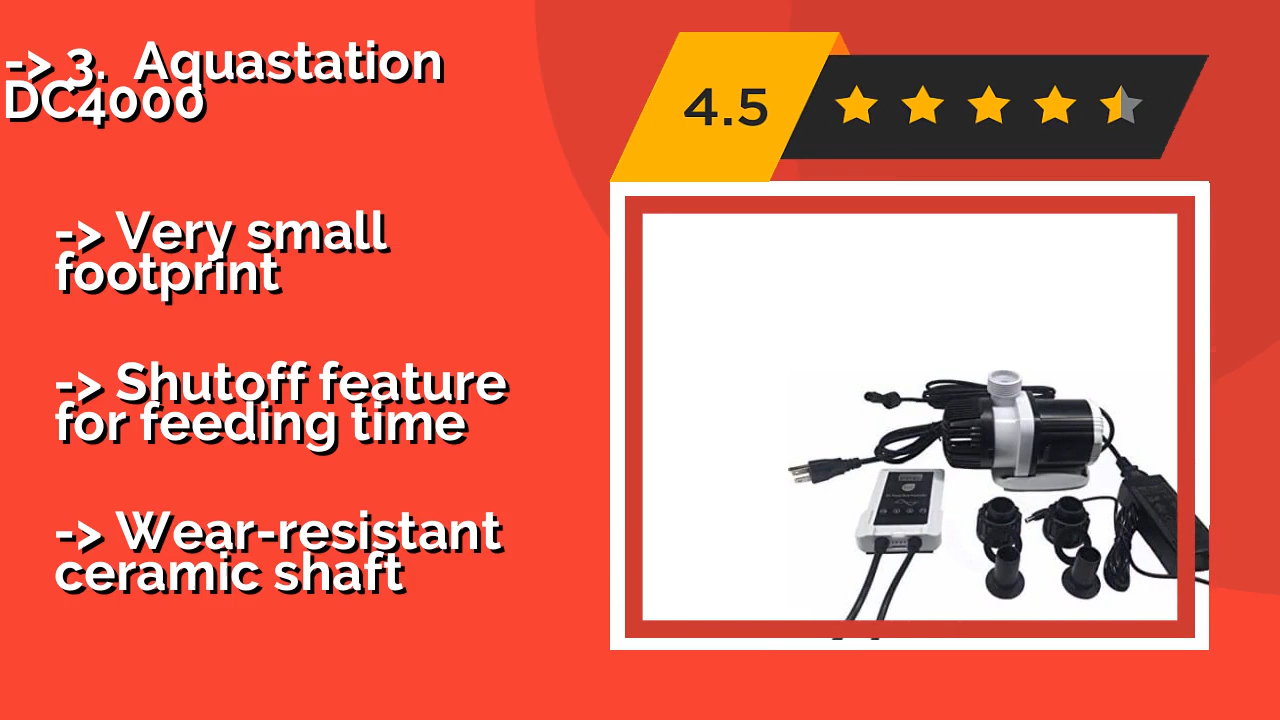 -> 3. Aquastation
DC4000
4.5
-> Very small
footprint
-> Shutoff feature
for feeding time
-> Wear-resistant
ceramic shaft